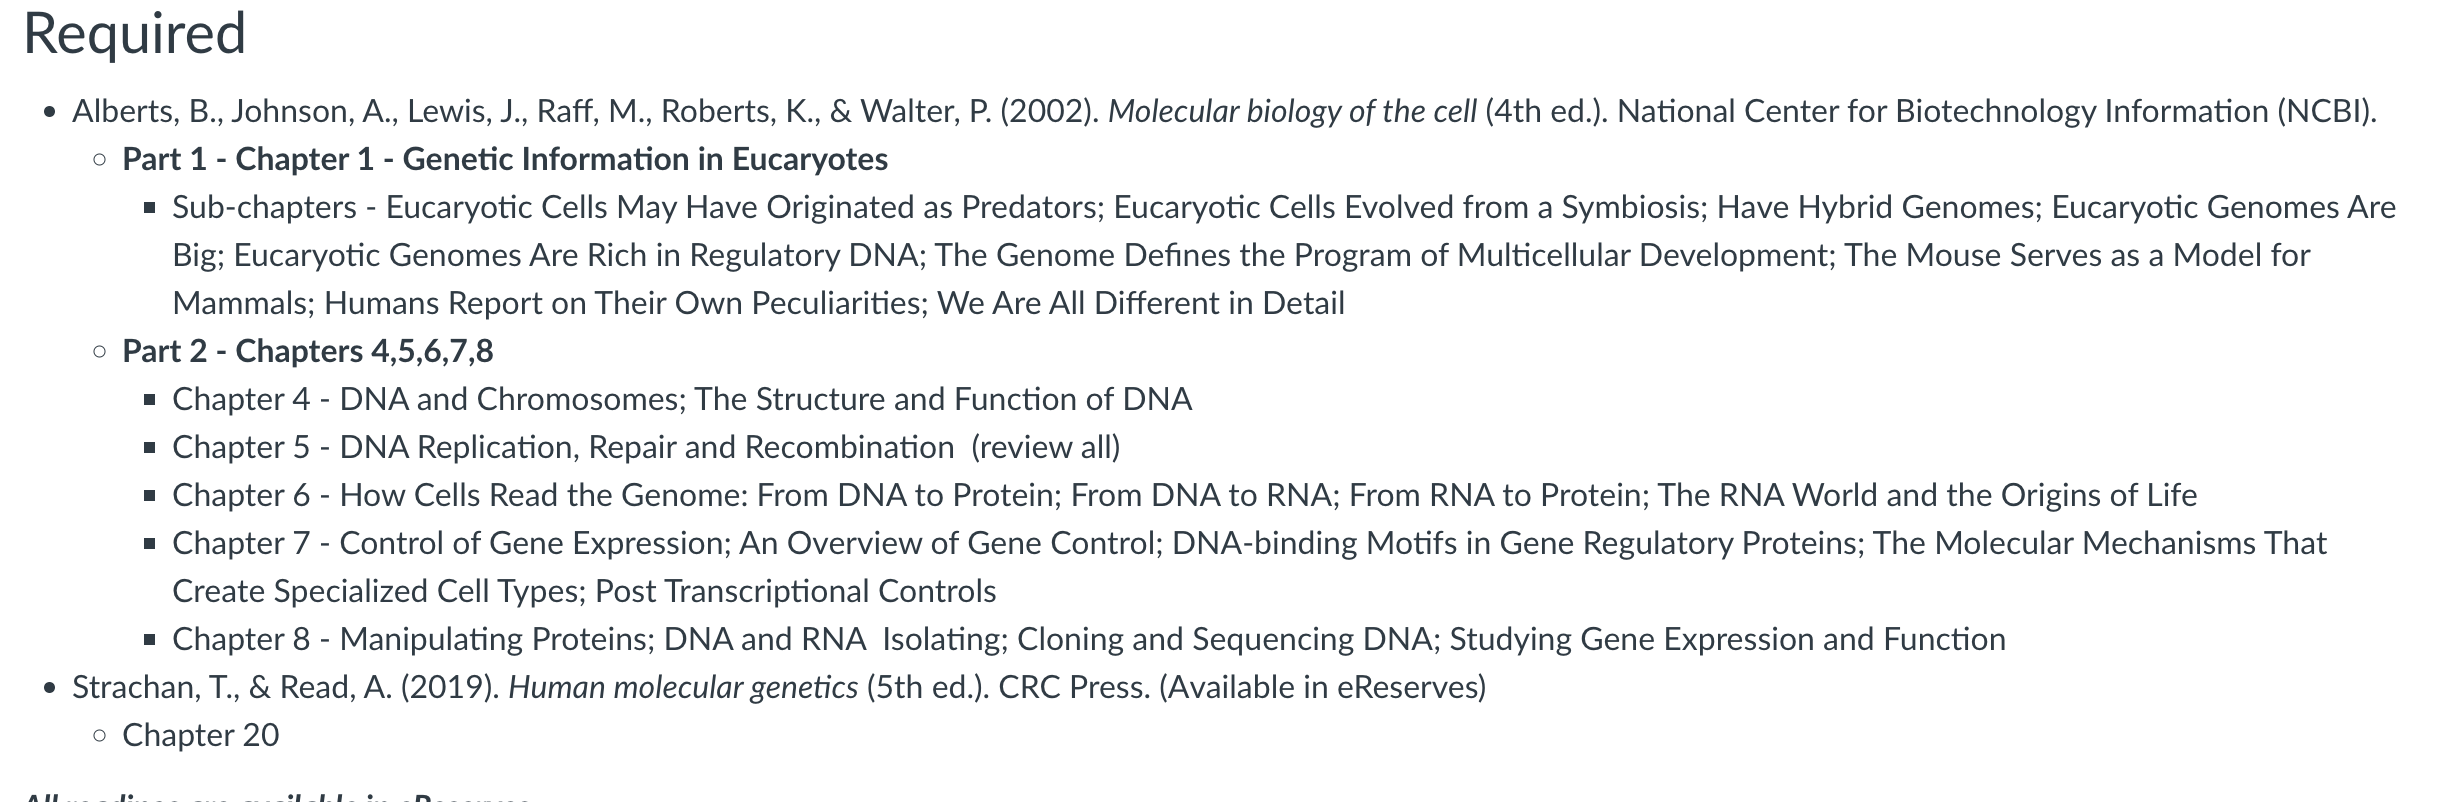 Required
• Alberts, B., Johnson, A., Lewis, J., Raff, M., Roberts, K., & Walter, P. (2002). Molecular biology of the cell (4th ed.). National Center for Biotechnology Information (NCBI).
◦ Part 1 - Chapter 1 - Genetic Information in Eucaryotes
▪ Sub-chapters - Eucaryotic Cells May Have Originated as Predators; Eucaryotic Cells Evolved from a Symbiosis; Have Hybrid Genomes; Eucaryotic Genomes Are
Big; Eucaryotic Genomes Are Rich in Regulatory DNA; The Genome Defines the Program of Multicellular Development; The Mouse Serves as a Model for
Mammals; Humans Report on Their Own Peculiarities; We Are All Different in Detail
◦ Part 2 - Chapters 4,5,6,7,8
▪ Chapter 4 - DNA and Chromosomes; The Structure and Function of DNA
▪ Chapter 5 - DNA Replication, Repair and Recombination  (review all)
▪ Chapter 6 - How Cells Read the Genome: From DNA to Protein; From DNA to RNA; From RNA to Protein; The RNA World and the Origins of Life
▪ Chapter 7 - Control of Gene Expression; An Overview of Gene Control; DNA-binding Motifs in Gene Regulatory Proteins; The Molecular Mechanisms That
Create Specialized Cell Types; Post Transcriptional Controls
▪ Chapter 8 - Manipulating Proteins; DNA and RNA  Isolating; Cloning and Sequencing DNA; Studying Gene Expression and Function
• Strachan, T., & Read, A. (2019). Human molecular genetics (5th ed.). CRC Press. (Available in eReserves)
◦ Chapter 20
All readings are available in eReserves